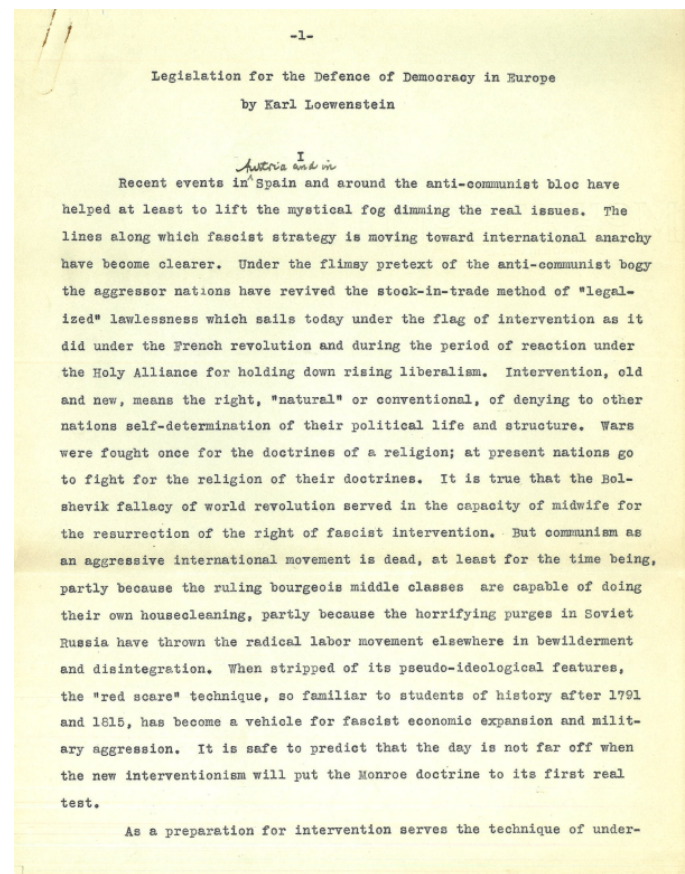 -1-
Legislation for the Defence of Democracy in Europe
by Karl Loewenstein
I
Austria and in
Recent events in^Spain and around the anti-communist bloc have
helped at least to lift the mystical fog dimming the real issues. The
lines along which fascist strategy is moving toward international anarchy
have become clearer. Under the flimsy pretext of the anti-communist bogy
the aggressor nations have revived the stock-in-trade method of "legal-
ized" lawlessness which sails today under the flag of intervention as it
did under the French revolution and during the period of reaction under
the Holy Alliance for holding down rising liberalism. Intervention, old
and new, means the right, "natural" or conventional, of denying to other
nations self-determination of their political life and structure. Wars
were fought once for the doctrines of a religion; at present nations go
to fight for the religion of their doctrines. It is true that the Bol-
shevik fallacy of world revolution served in the capacity of midwife for
the resurrection of the right of fascist intervention. But communism as
an aggressive international movement is dead, at least for the time being,
partly because the ruling bourgeois middle classes are capable of doing
their own housecleaning, partly because the horrifying purges in Soviet
Russia have thrown the radical labor movement elsewhere in bewilderment
and disintegration. When stripped of its pseudo-ideological features,
the "red scare" technique, so familiar to students of history after 1791
and 1815, has become a vehicle for fascist economic expansion and milit-
ary aggression. It is safe to predict that the day is not far off when
the new interventionism will put the Monroe doctrine to its first real
test.
As a preparation for intervention serves the technique of under-